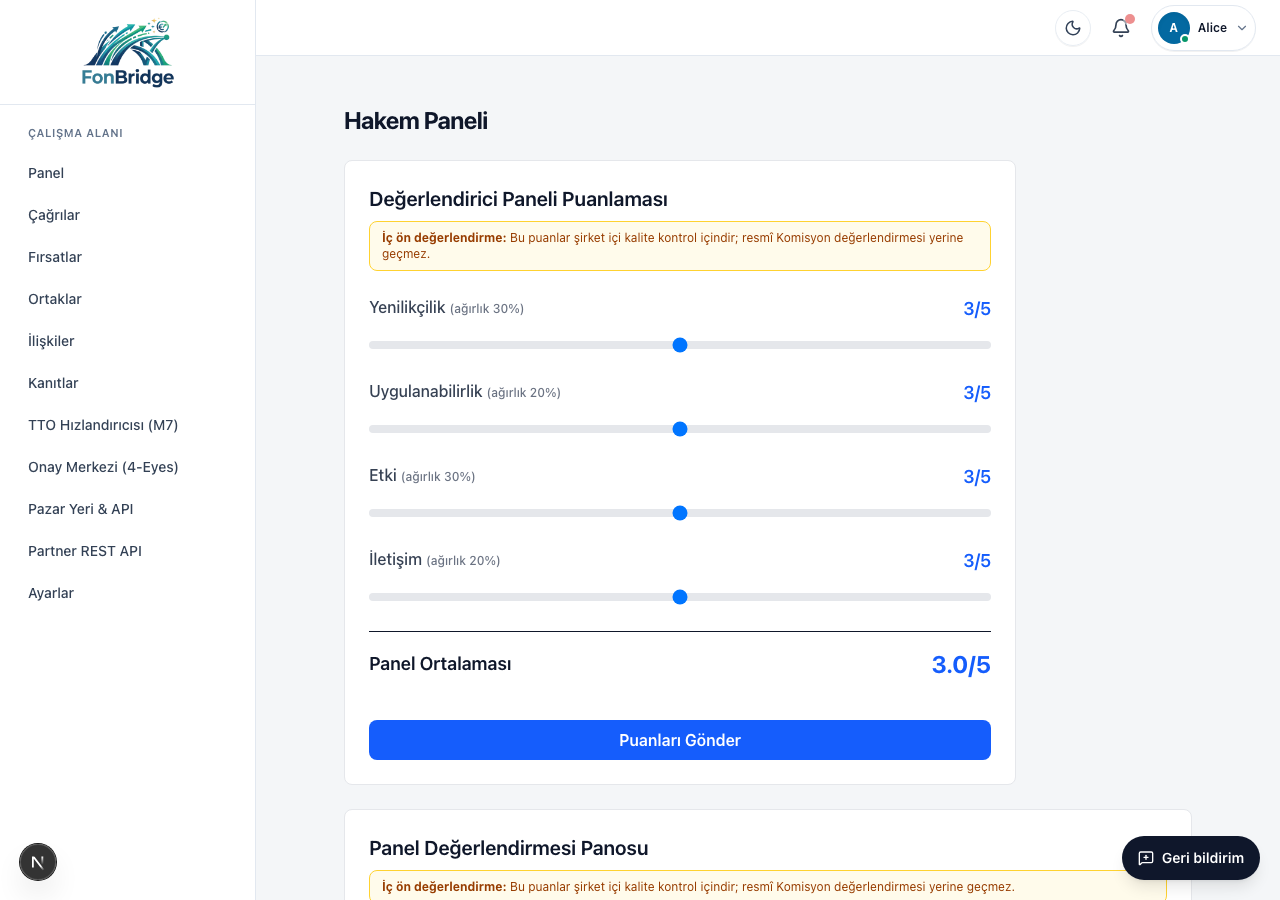 FonBridge
A
Alice
ÇALIŞMA ALANI
Panel
Çağrılar
Fırsatlar
Ortaklar
İlişkiler
Kanıtlar
TTO Hızlandırıcısı (M7)
Onay Merkezi (4-Eyes)
Pazar Yeri & API
Partner REST API
Ayarlar
N
Hakem Paneli
Değerlendirici Paneli Puanlaması
İç ön değerlendirme: Bu puanlar şirket içi kalite kontrol içindir; resmî Komisyon değerlendirmesi yerine
geçmez.
Yenilikçilik (ağırlık 30%) 3/5
Uygulanabilirlik (ağırlık 20%) 3/5
Etki (ağırlık 30%) 3/5
İletişim (ağırlık 20%) 3/5
Panel Ortalaması 3.0/5
Puanları Gönder
Panel Değerlendirmesi Panosu
İç ön değerlendirme: Bu puanlar şirket içi kalite kontrol içindir; resmî Komisyon değerlendirmesi yerine geçmez.
Geri bildirim